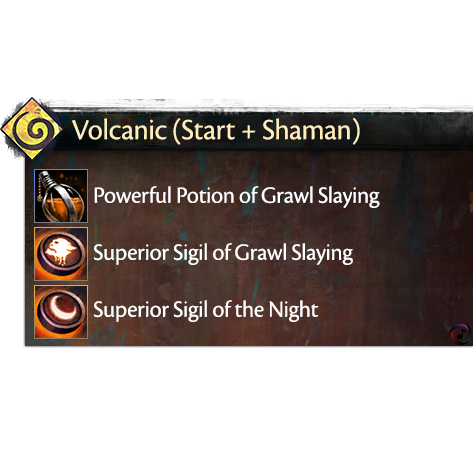 Volcanic (Start + Shaman)
Powerful Potion of Grawl Slaying
Superior Sigil of Grawl Slaying
Superior Sigil of the Night